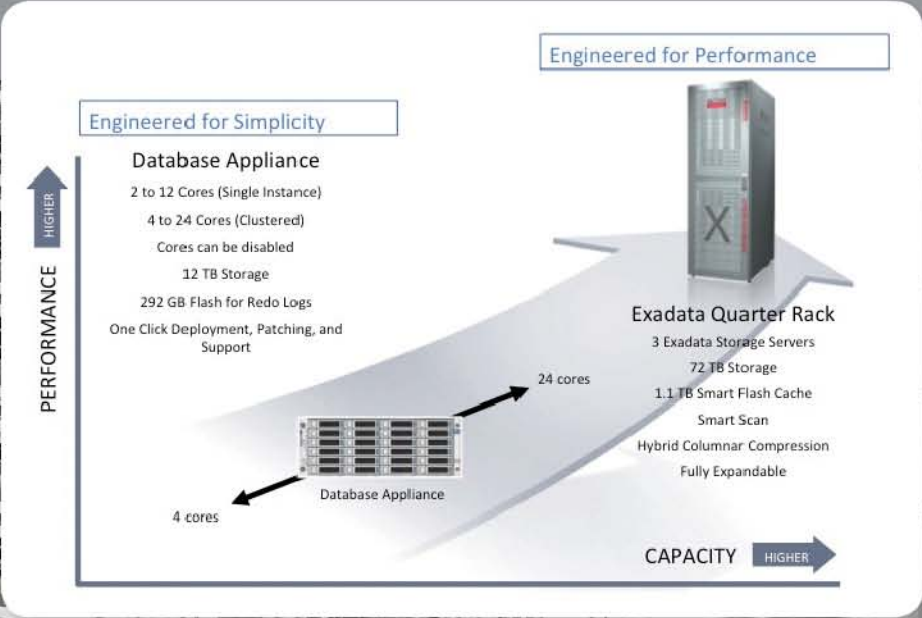 Engineered for Performance
Engineered for Simplicity
Database Appliance
2 to 12 Cores (Single Instance)
4 to 24 Cores (Clustered)
Cores can be disabled
12 TB Storage
292 GB Flash for Redo Logs
One Click Deployment, Patching, and
Support
HIGHER
PERFORMANCE
X
Exadata Quarter Rack
3 Exadata Storage Servers
72 TB Storage
1.1 TB Smart Flash Cache
Smart Scan
Hybrid Columnar Compression
Fully Expandable
24 cores
Database Appliance
4 cores
CAPACITY
HIGHER